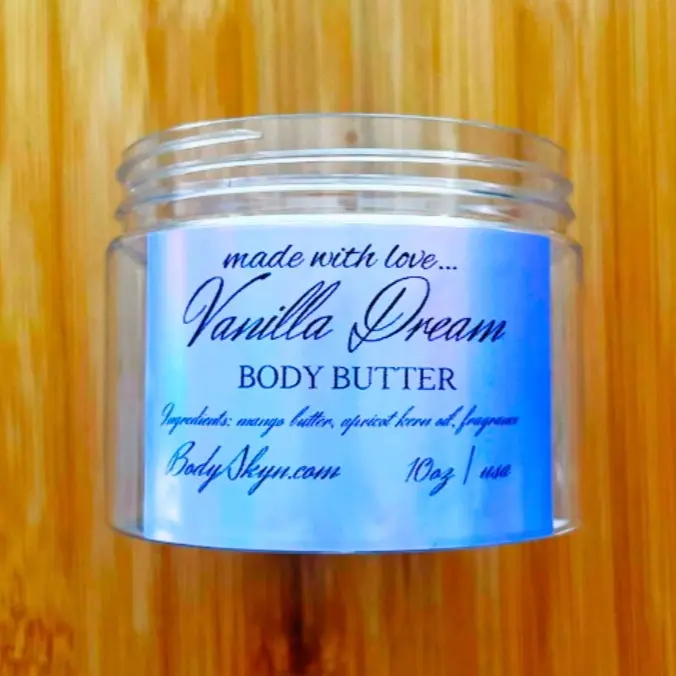 made with love...
Vanilla Dream
BODY BUTTER
Ingredients: mango butter, apricot kern oil, fragrance
BodySkyn.com 10oz | usa